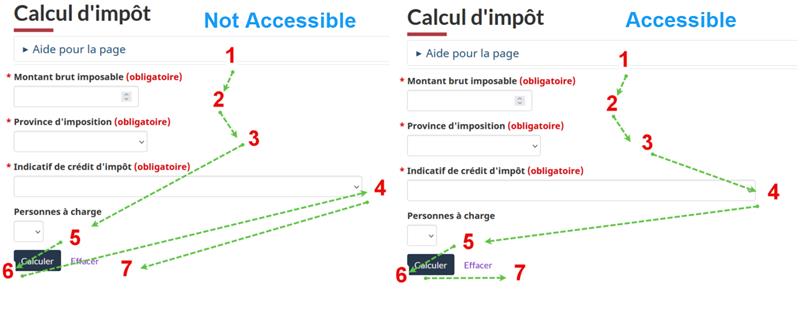 Calcul d'impôt
Not Accessible
▸ Aide pour la page
1
* Montant brut imposable (obligatoire)
2
* Province d'imposition (obligatoire)
3
* Indicatif de crédit d'impôt (obligatoire)
4
Personnes à charge
5
6
Calculer
Effacer
7
Calcul d'impôt
Accessible
▸ Aide pour la page
1
* Montant brut imposable (obligatoire)
2
* Province d'imposition (obligatoire)
3
* Indicatif de crédit d'impôt (obligatoire)
4
Personnes à charge
5
6
Calculer
Effacer
7